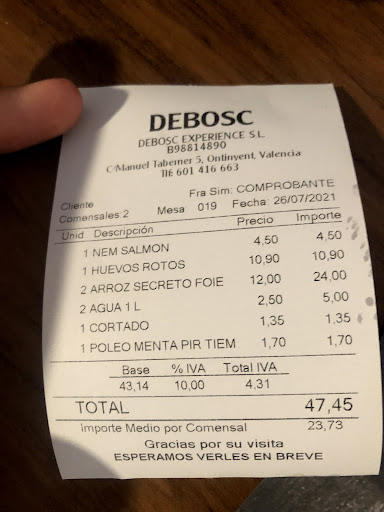 DEBOSC
DEBOSC EXPERIENCE S.L.
B98814890
C/Manuel Taberner 5, Ontinyent, Valencia
Tlf: 601 416 663
Fra Sim: COMPROBANTE
Cliente
Comensales: 2 Mesa 019 Fecha: 26/07/2021
Unid Descripción Precio Importe
1 NEM SALMON 4,50 4,50
1 HUEVOS ROTOS 10,90 10,90
2 ARROZ SECRETO FOIE 12,00 24,00
2 AGUA 1 L 2,50 5,00
1 CORTADO 1,35 1,35
1 POLEO MENTA PIR TIEM 1,70 1,70
Base % IVA Total IVA
43,14 10,00 4,31
TOTAL 47,45
Importe Medio por Comensal 23,73
Gracias por su visita
ESPERAMOS VERLES EN BREVE